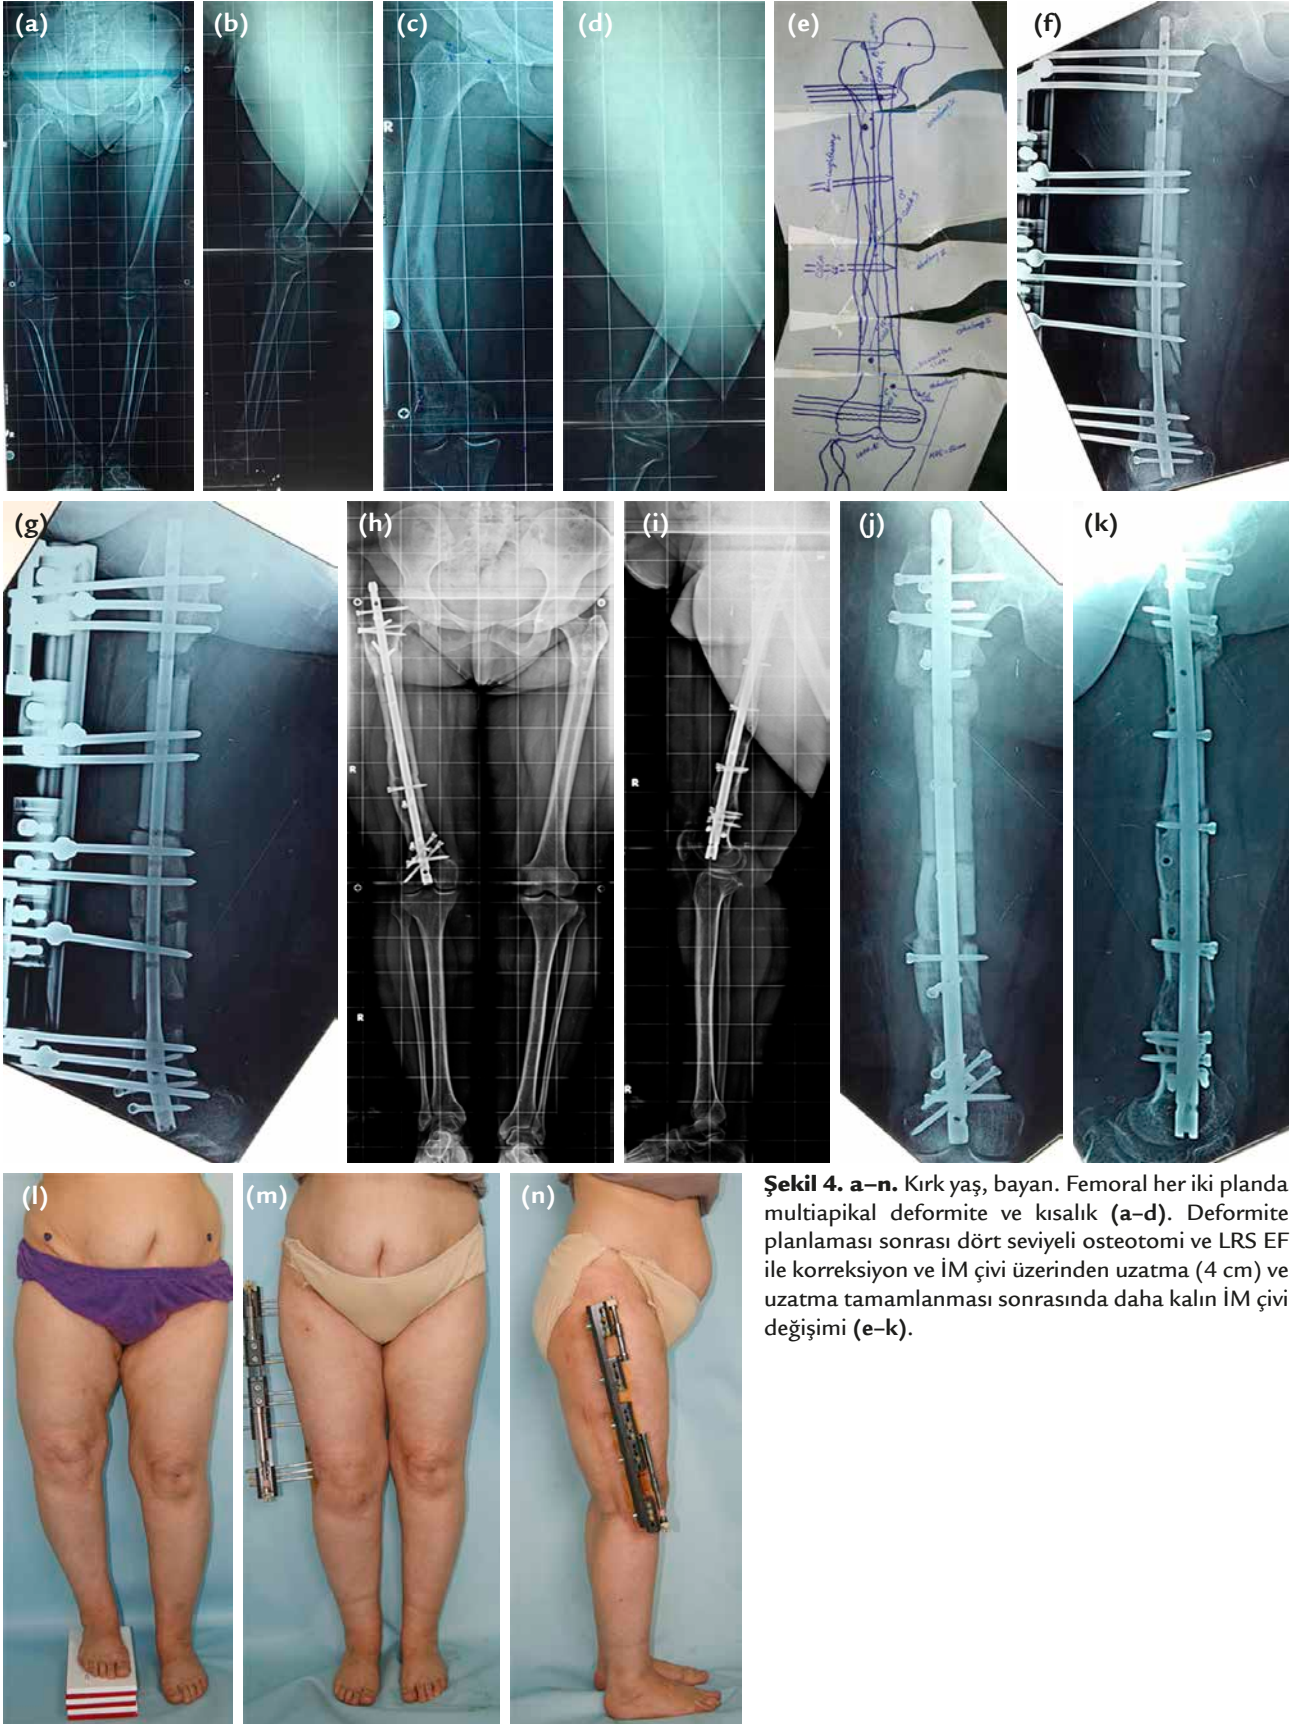 (a)
(b)
(c)
(d)
(e)
(f)
R
(g)
(h)
(i)
(j)
(k)
R
R
R
R
(l)
(m)
(n)
Şekil 4. a–n. Kırk yaş, bayan. Femoral her iki planda
multiapikal deformite ve kısalık (a–d). Deformite
planlaması sonrası dört seviyeli osteotomi ve LRS EF
ile korreksiyon ve İM çivi üzerinden uzatma (4 cm) ve
uzatma tamamlanması sonrasında daha kalın İM çivi
değişimi (e–k).